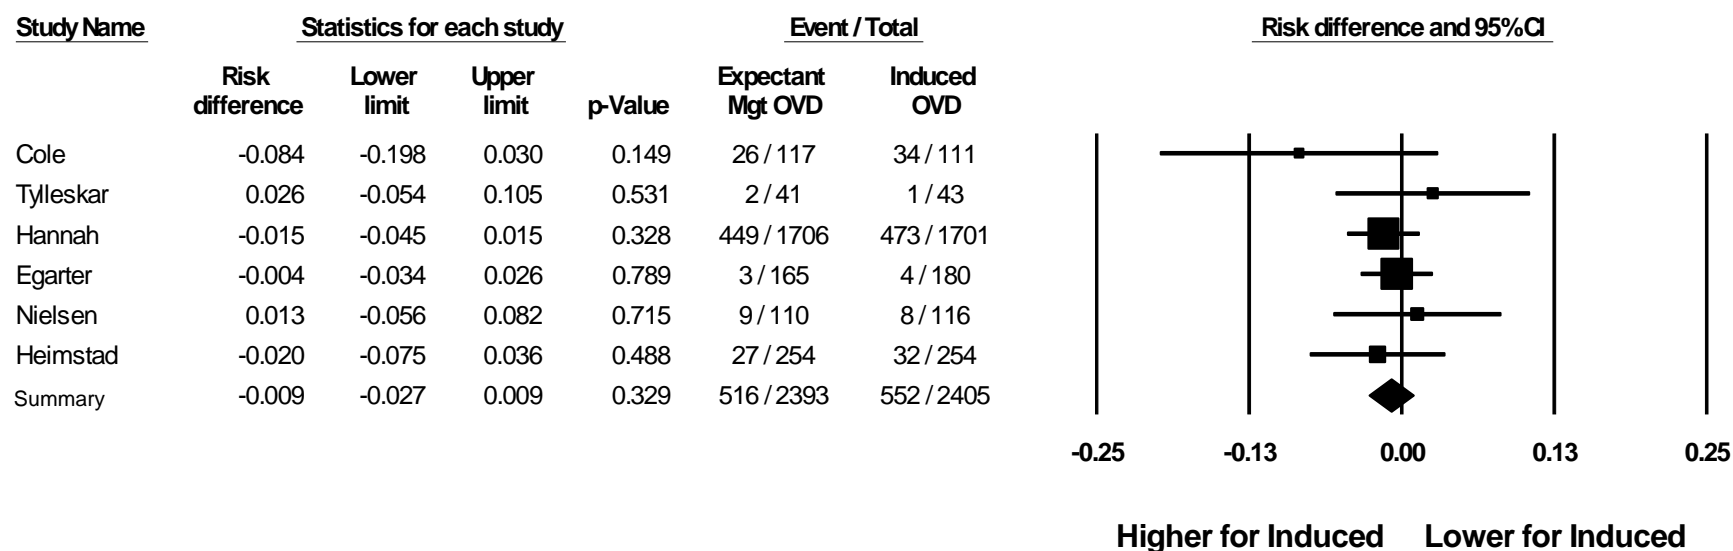 Study Name Statistics for each study Event / Total Risk difference and 95%CI
Risk Lower Upper Expectant Induced
difference limit limit p-Value Mgt OVD OVD
Cole -0.084 -0.198 0.030 0.149 26 / 117 34 / 111
Tylleskar 0.026 -0.054 0.105 0.531 2 / 41 1 / 43
Hannah -0.015 -0.045 0.015 0.328 449 / 1706 473 / 1701
Egarter -0.004 -0.034 0.026 0.789 3 / 165 4 / 180
Nielsen 0.013 -0.056 0.082 0.715 9 / 110 8 / 116
Heimstad -0.020 -0.075 0.036 0.488 27 / 254 32 / 254
Summary -0.009 -0.027 0.009 0.329 516 / 2393 552 / 2405
-0.25 -0.13 0.00 0.13 0.25
Higher for Induced Lower for Induced